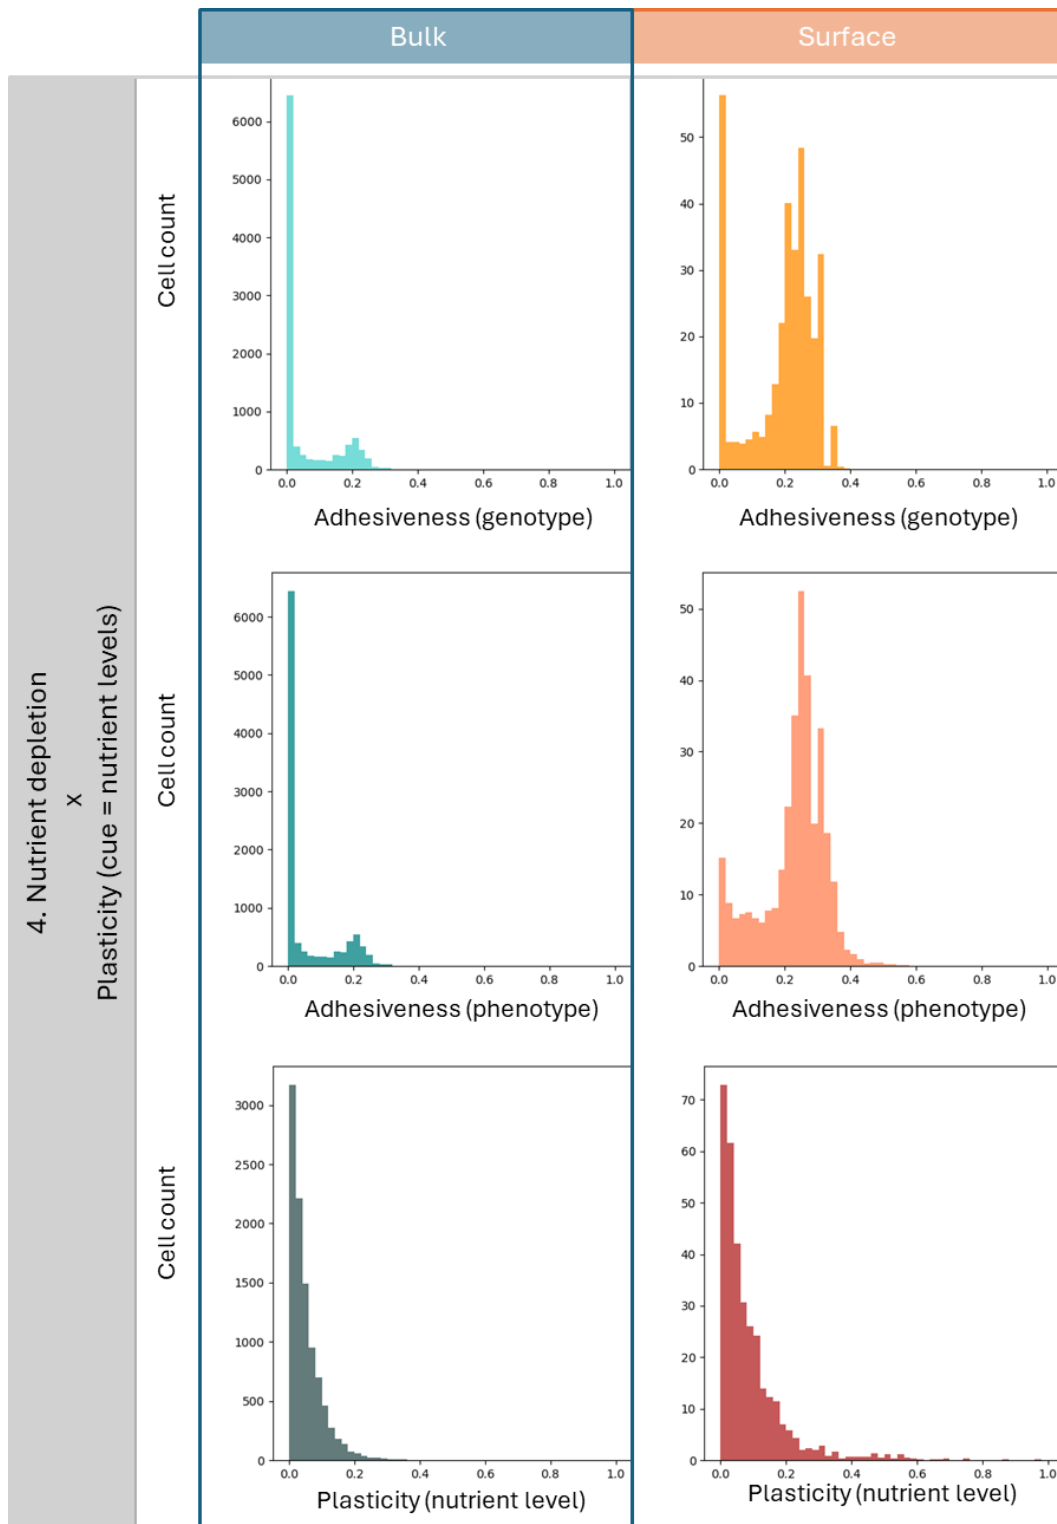 Bulk
Surface
4. Nutrient depletion
x
Plasticity (cue = nutrient levels)
Cell count
6000
5000
4000
3000
2000
1000
0
0.0 0.2 0.4 0.6 0.8 1.0
Adhesiveness (genotype)
50
40
30
20
10
0
0.0 0.2 0.4 0.6 0.8 1.0
Adhesiveness (genotype)
Cell count
6000
5000
4000
3000
2000
1000
0
0.0 0.2 0.4 0.6 0.8 1.0
Adhesiveness (phenotype)
50
40
30
20
10
0
0.0 0.2 0.4 0.6 0.8 1.0
Adhesiveness (phenotype)
Cell count
3000
2500
2000
1500
1000
500
0
0.0 0.2 0.4 0.6 0.8 1.0
Plasticity (nutrient level)
70
60
50
40
30
20
10
0
0.0 0.2 0.4 0.6 0.8 1.0
Plasticity (nutrient level)